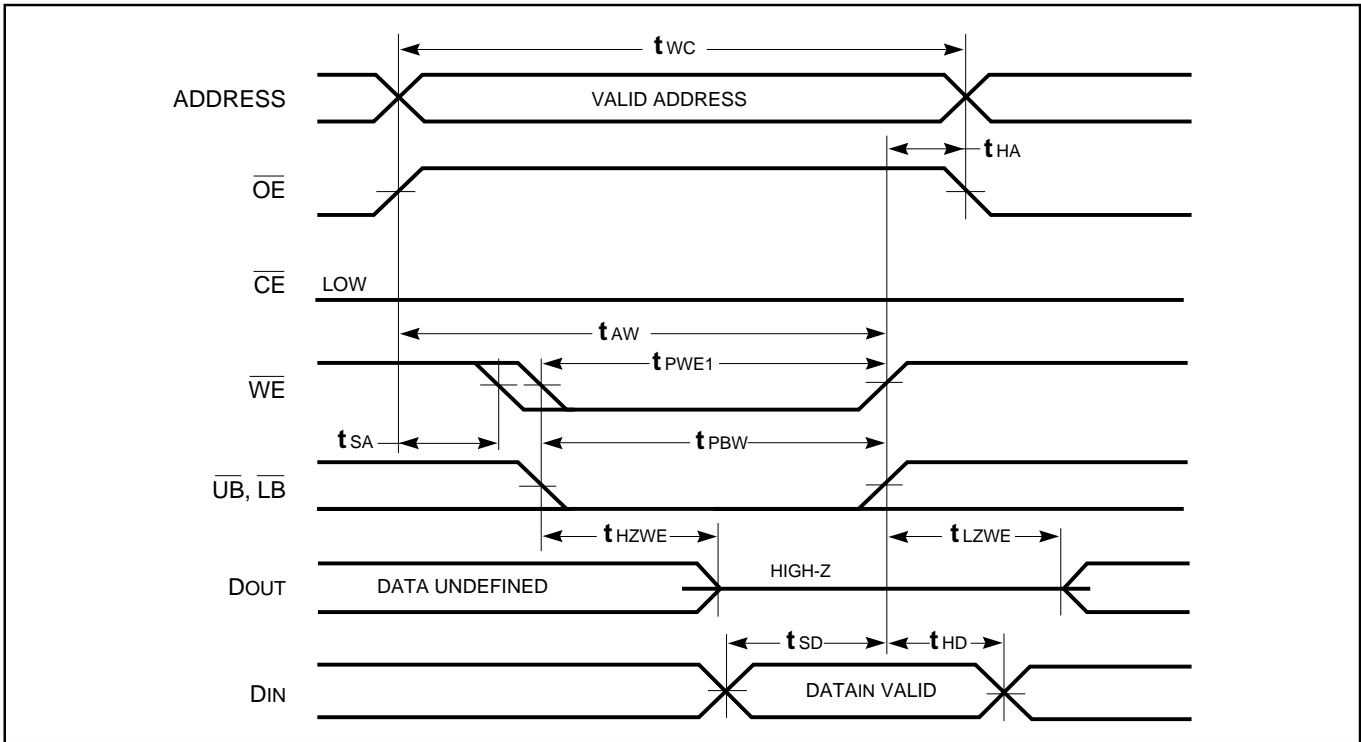 tWC
ADDRESS VALID ADDRESS
tHA
OE
CE LOW
tAW
tPWE1
WE
tSA tPBW
UB, LB
tHZWE tLZWE
DOUT DATA UNDEFINED HIGH-Z
tSD tHD
DIN DATAIN VALID